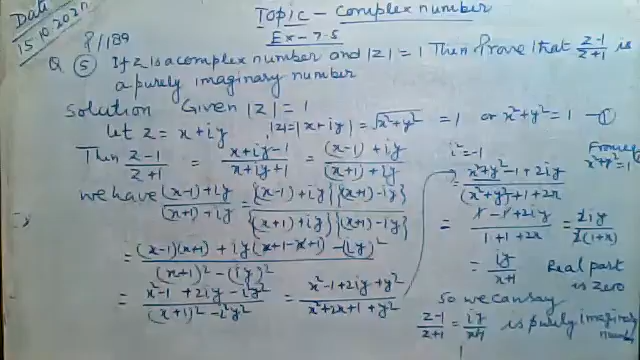 Date
15.10.2020
Topic - Complex number
Ex - 7.5
P/189
Q ⑤ If z is a complex number and |z| = 1 Then Prove that (z-1)/(z+1) is
a purely imaginary number
Solution Given |z| = 1
let z = x+iy |z|=|x+iy| = √(x²+y²) = 1 or x²+y²=1 - ①
Then (z-1)/(z+1) = (x+iy-1)/(x+iy+1) = ((x-1)+iy)/((x+1)+iy)
we have ((x-1)+iy)/((x+1)+iy) = {(x-1)+iy}{(x+1)-iy}/{(x+1)+iy}{(x+1)-iy}
= ((x-1)(x+1)+iy(x+1-x+1)-(iy)²)/((x+1)²-(iy)²)
= (x²-1+2iy-i²y²)/((x+1)²-i²y²) = (x²-1+2iy+y²)/(x²+2x+1+y²)
i²=-1
= (x²+y²-1+2iy)/((x²+y²)+1+2x)
From eq ①
x²+y²=1
= (1-1+2iy)/(1+1+2x) = 2iy/2(1+x)
= iy/(x+1) Real part
is zero
So we can say
(z-1)/(z+1) = iy/(x+1) is purely imaginary
number